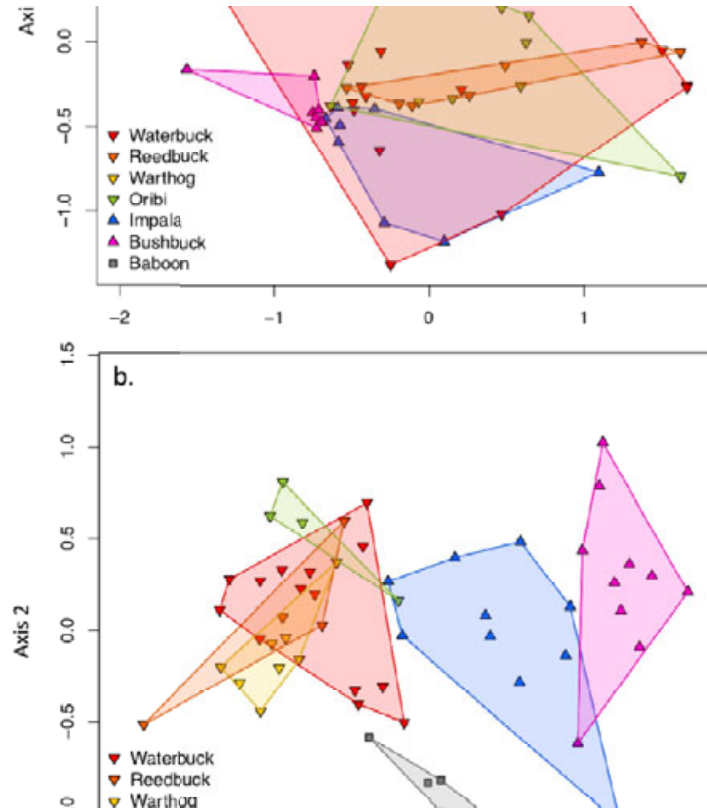 Axi
0.0
−0.5
−1.0
Waterbuck
Reedbuck
Warthog
Oribi
Impala
Bushbuck
Baboon
−2 −1 0 1
b.
1.5
1.0
0.5
0.0
−0.5
0
Axis 2
Waterbuck
Reedbuck
Warthog